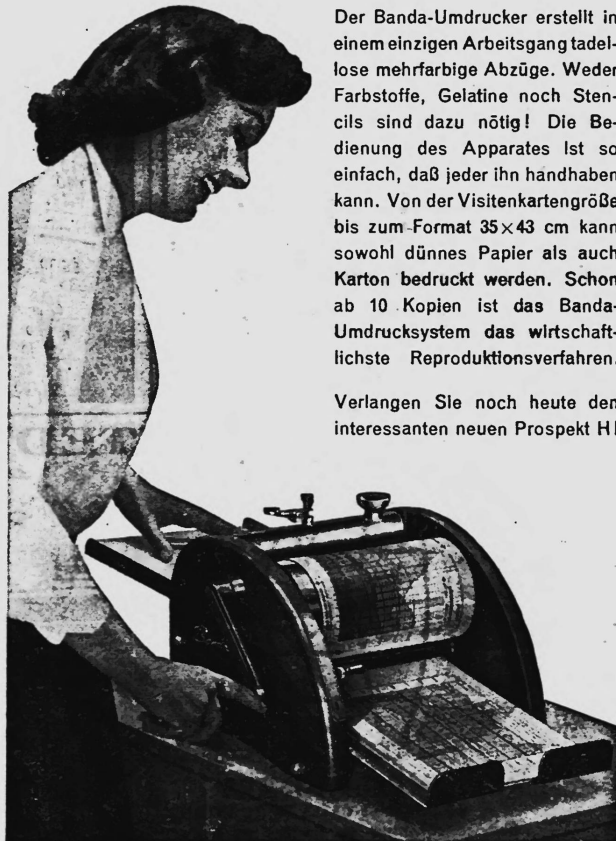 Der Banda-Umdrucker erstellt in
einem einzigen Arbeitsgang tadel-
lose mehrfarbige Abzüge. Weder
Farbstoffe, Gelatine noch Sten-
cils sind dazu nötig! Die Be-
dienung des Apparates ist so
einfach, daß jeder ihn handhaben
kann. Von der Visitenkartengröße
bis zum Format 35×43 cm kann
sowohl dünnes Papier als auch
Karton bedruckt werden. Schon
ab 10 Kopien ist das Banda-
Umdrucksystem das wirtschaft-
lichste Reproduktionsverfahren.
Verlangen Sie noch heute den
interessanten neuen Prospekt H